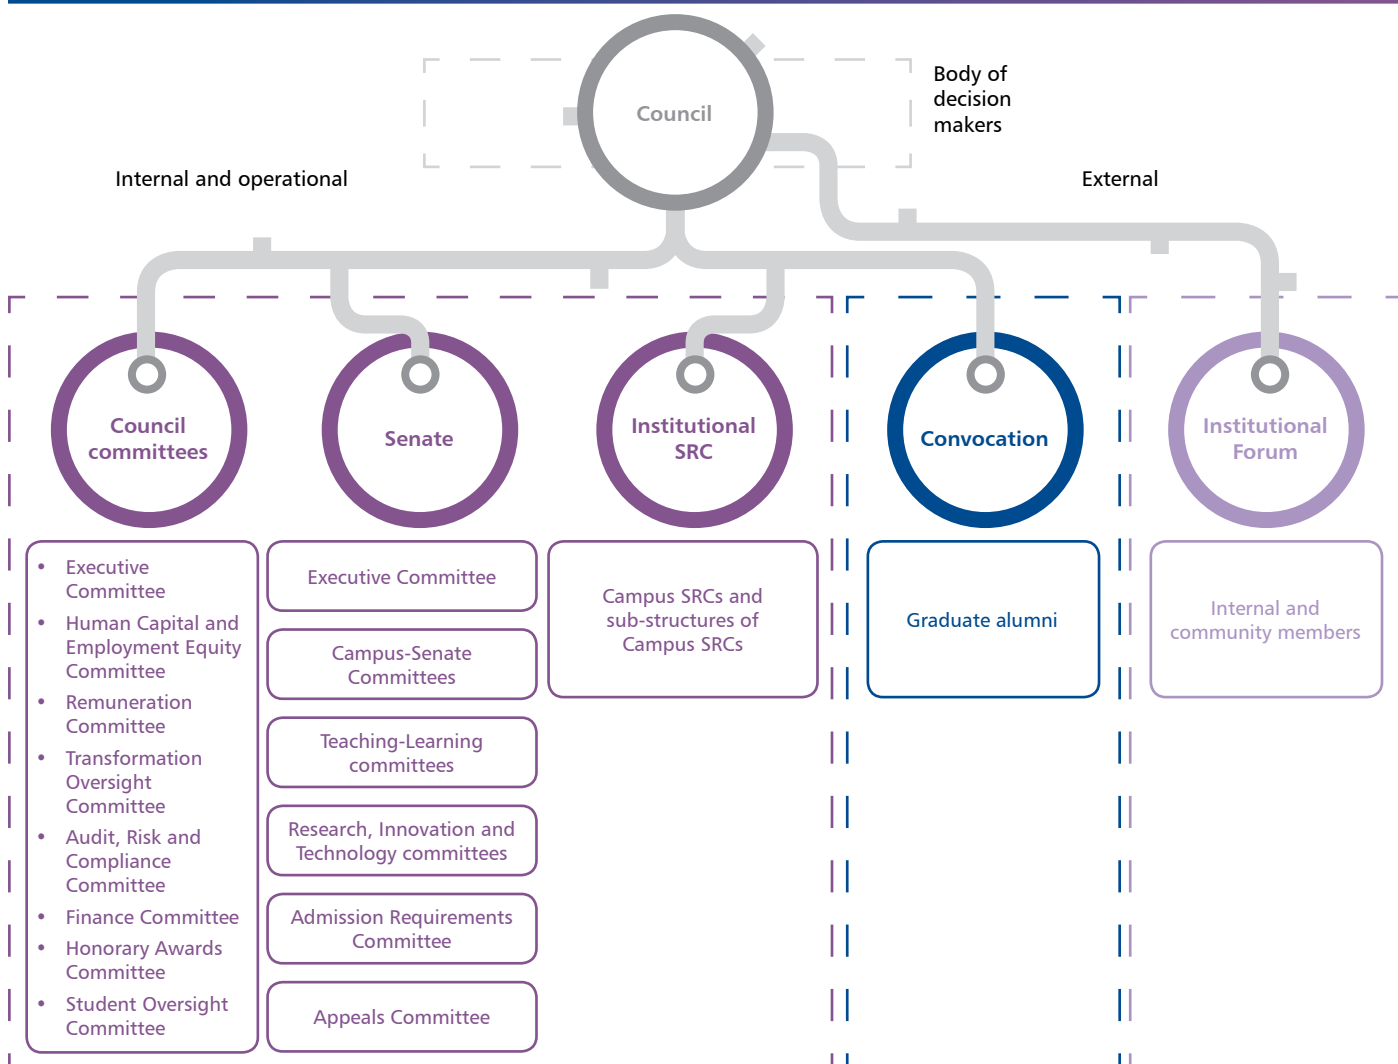 Council
Body of
decision
makers
Internal and operational
External
Council
committees
Senate
Institutional
SRC
Convocation
Institutional
Forum
• Executive
Committee
• Human Capital and
Employment Equity
Committee
• Remuneration
Committee
• Transformation
Oversight
Committee
• Audit, Risk and
Compliance
Committee
• Finance Committee
• Honorary Awards
Committee
• Student Oversight
Committee
Executive Committee
Campus-Senate
Committees
Teaching-Learning
committees
Research, Innovation and
Technology committees
Admission Requirements
Committee
Appeals Committee
Campus SRCs and
sub-structures of
Campus SRCs
Graduate alumni
Internal and
community members